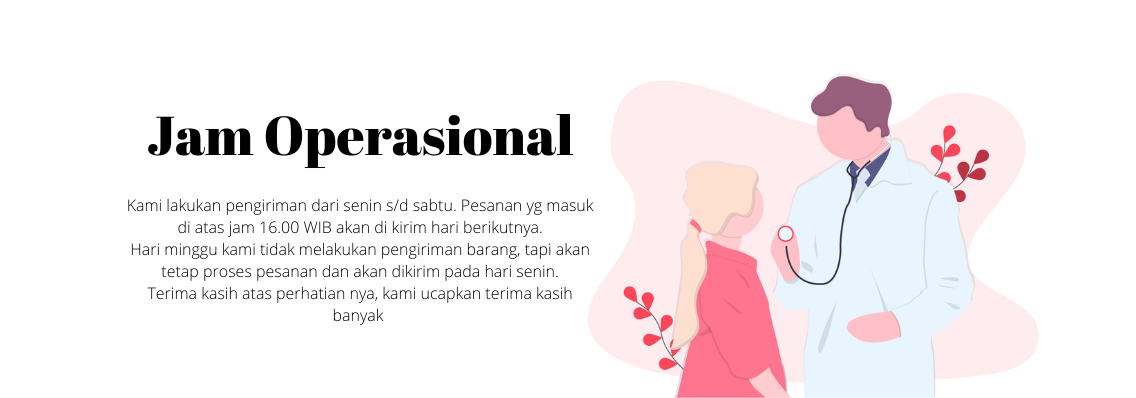 Jam Operasional
Kami lakukan pengiriman dari senin s/d sabtu. Pesanan yg masuk
di atas jam 16.00 WIB akan di kirim hari berikutnya.
Hari minggu kami tidak melakukan pengiriman barang, tapi akan
tetap proses pesanan dan akan dikirim pada hari senin.
Terima kasih atas perhatian nya, kami ucapkan terima kasih
banyak